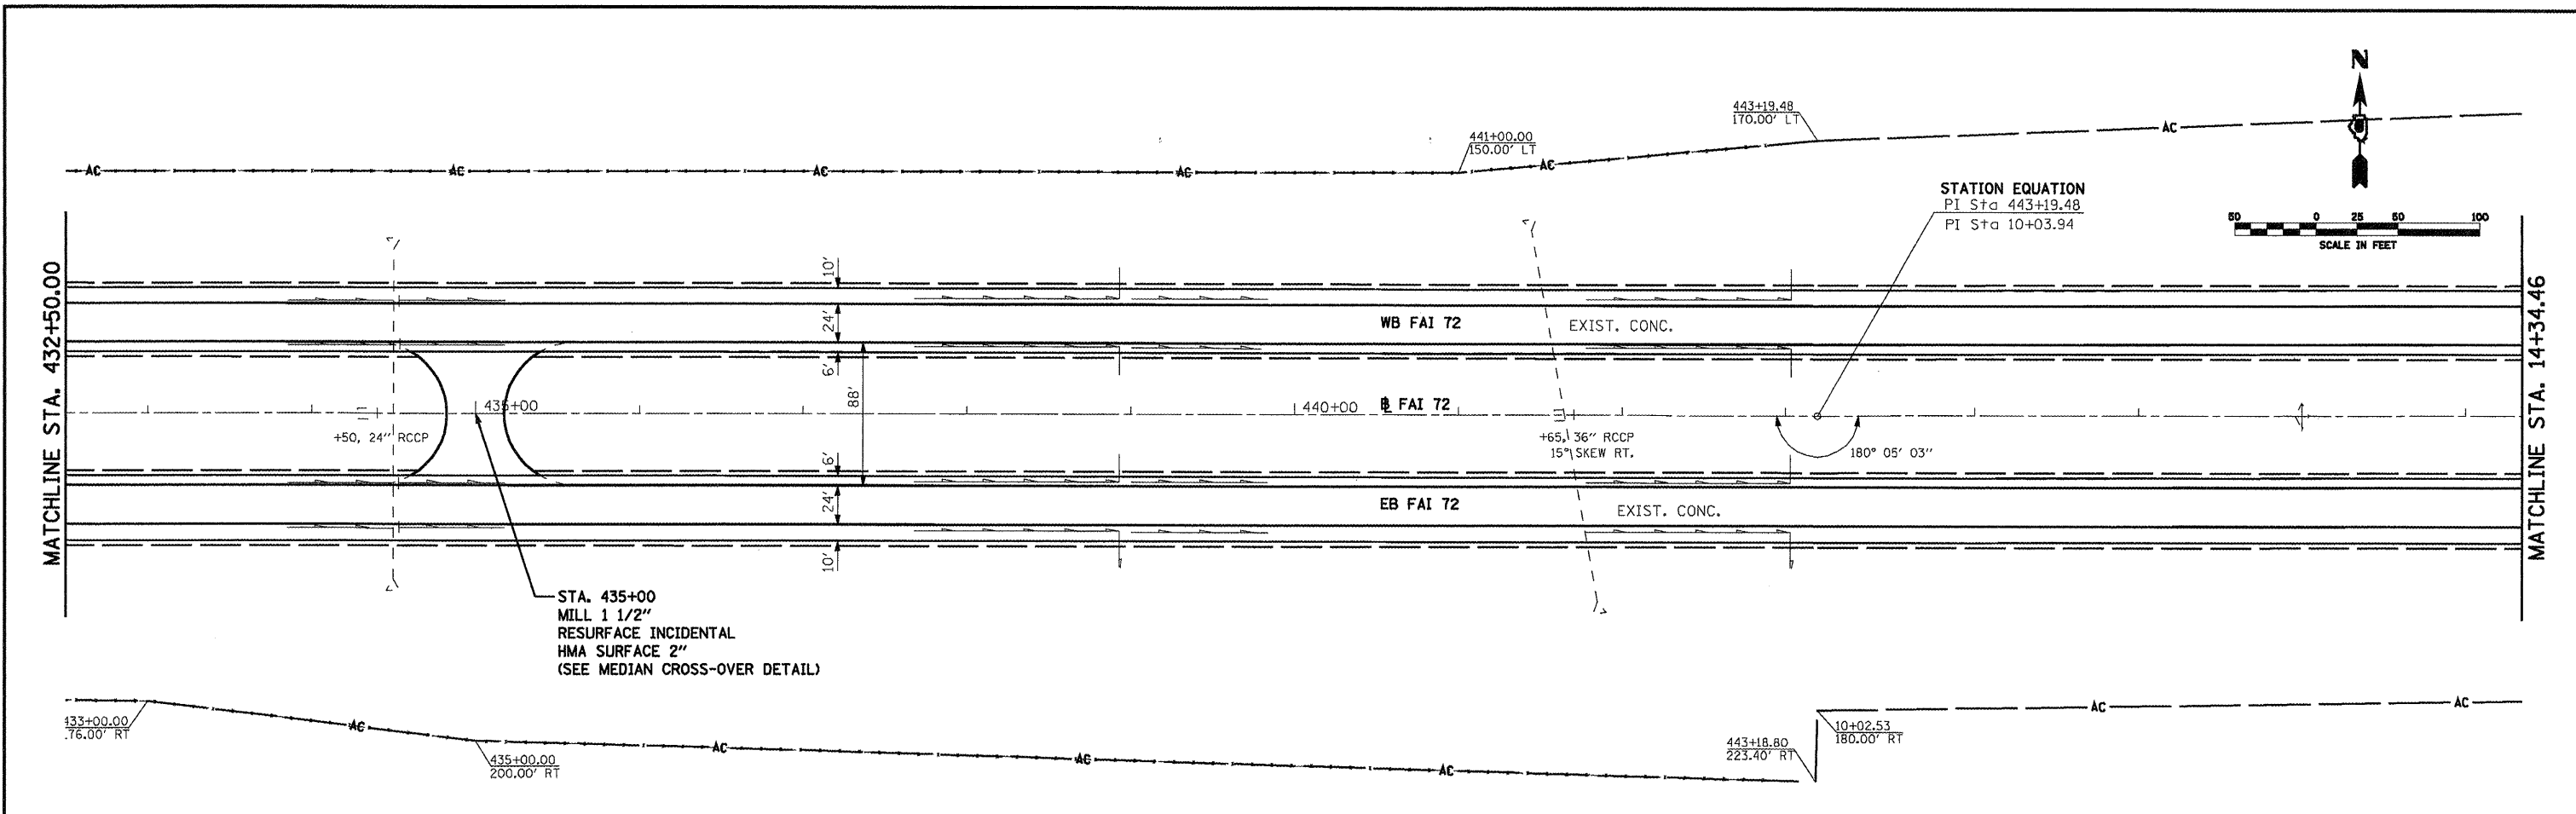 N
443+19.48
170.00' LT
441+00.00
150.00' LT
AC
AC
AC
AC
AC
AC
STATION EQUATION
PI Sta 443+19.48
PI Sta 10+03.94
50 0 25 50 100
SCALE IN FEET
MATCHLINE STA. 432+50.00
MATCHLINE STA. 14+34.46
10'
24'
WB FAI 72
EXIST. CONC.
6'
88'
435+00
440+00
℄ FAI 72
+50, 24" RCCP
+65, 36" RCCP
15° SKEW RT.
180° 05' 03"
6'
24'
EB FAI 72
EXIST. CONC.
10'
STA. 435+00
MILL 1 1/2"
RESURFACE INCIDENTAL
HMA SURFACE 2"
(SEE MEDIAN CROSS-OVER DETAIL)
433+00.00
76.00' RT
AC
435+00.00
200.00' RT
AC
AC
AC
443+18.80
223.40' RT
10+02.53
180.00' RT
AC
AC